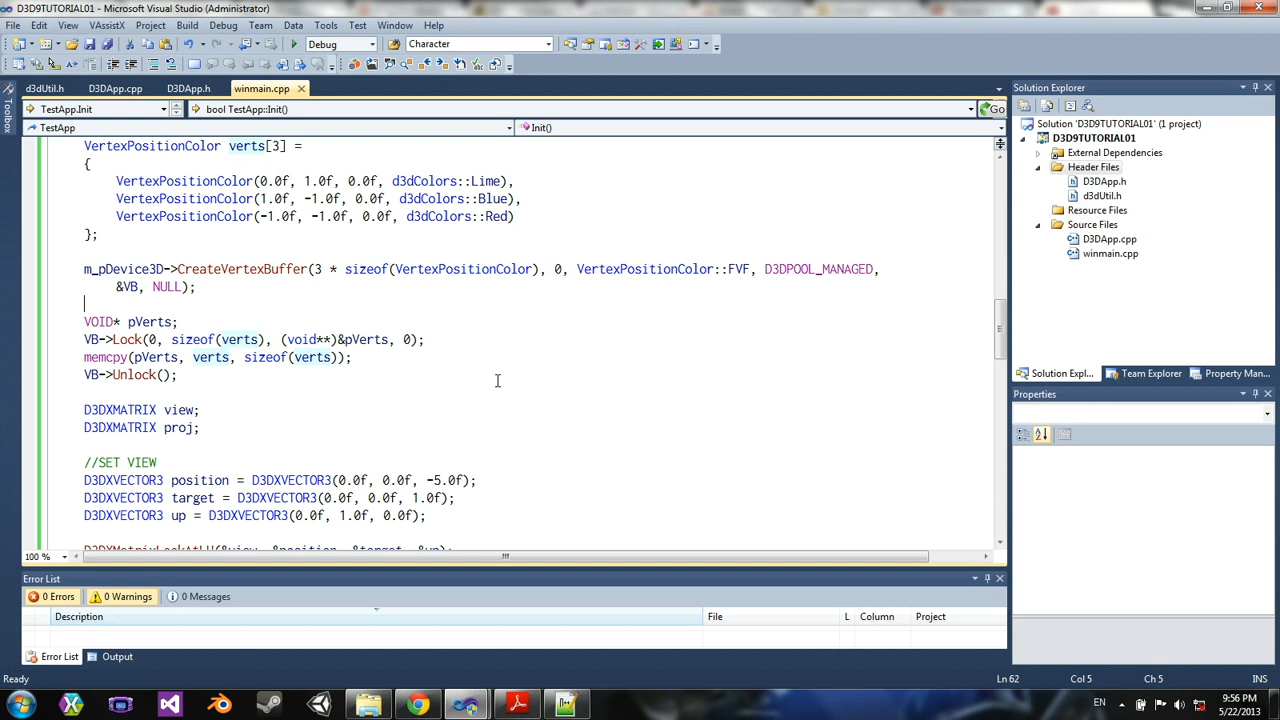 D3D9TUTORIAL01 - Microsoft Visual Studio (Administrator)
File Edit View VAssistX Project Build Debug Team Data Tools Test Window Help
Debug Character
d3dUtil.h D3DApp.cpp D3DApp.h winmain.cpp
TestApp.Init bool TestApp::Init() Go
TestApp Init()
VertexPositionColor verts[3] =
{
VertexPositionColor(0.0f, 1.0f, 0.0f, d3dColors::Lime),
VertexPositionColor(1.0f, -1.0f, 0.0f, d3dColors::Blue),
VertexPositionColor(-1.0f, -1.0f, 0.0f, d3dColors::Red)
};
m_pDevice3D->CreateVertexBuffer(3 * sizeof(VertexPositionColor), 0, VertexPositionColor::FVF, D3DPOOL_MANAGED,
&VB, NULL);
VOID* pVerts;
VB->Lock(0, sizeof(verts), (void**)&pVerts, 0);
memcpy(pVerts, verts, sizeof(verts));
VB->Unlock();
D3DXMATRIX view;
D3DXMATRIX proj;
//SET VIEW
D3DXVECTOR3 position = D3DXVECTOR3(0.0f, 0.0f, -5.0f);
D3DXVECTOR3 target = D3DXVECTOR3(0.0f, 0.0f, 1.0f);
D3DXVECTOR3 up = D3DXVECTOR3(0.0f, 1.0f, 0.0f);
D3DXMatrixLookAtLH(&view, &position, &target, &up);
100 %
Toolbox
Solution Explorer
Solution 'D3D9TUTORIAL01' (1 project)
D3D9TUTORIAL01
External Dependencies
Header Files
D3DApp.h
d3dUtil.h
Resource Files
Source Files
D3DApp.cpp
winmain.cpp
Solution Expl... Team Explorer Property Man...
Properties
Error List
0 Errors 0 Warnings 0 Messages
Description File L Column Project
Error List Output
Ready Ln 62 Col 5 Ch 5 INS
EN 9:56 PM
5/22/2013